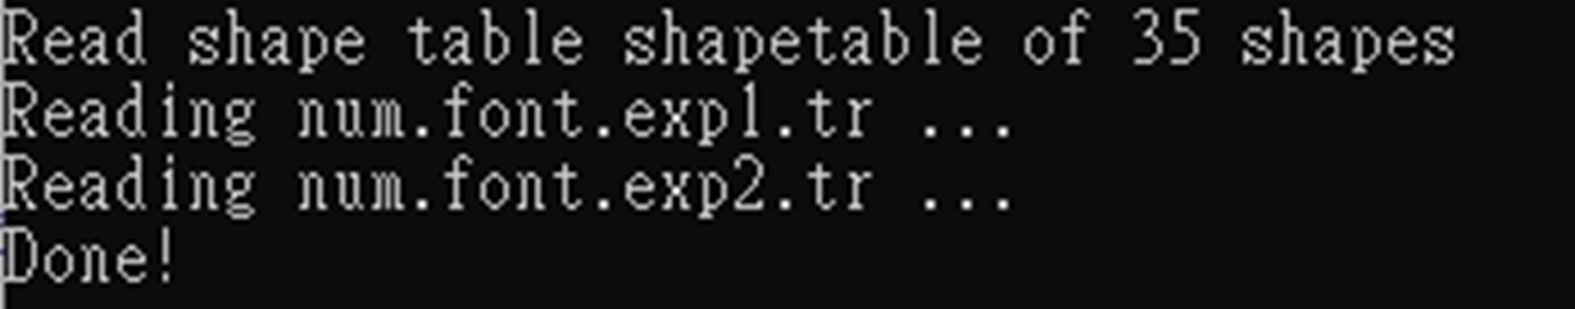 Read shape table shapetable of 35 shapes
Reading num.font.exp1.tr ...
Reading num.font.exp2.tr ...
Done!